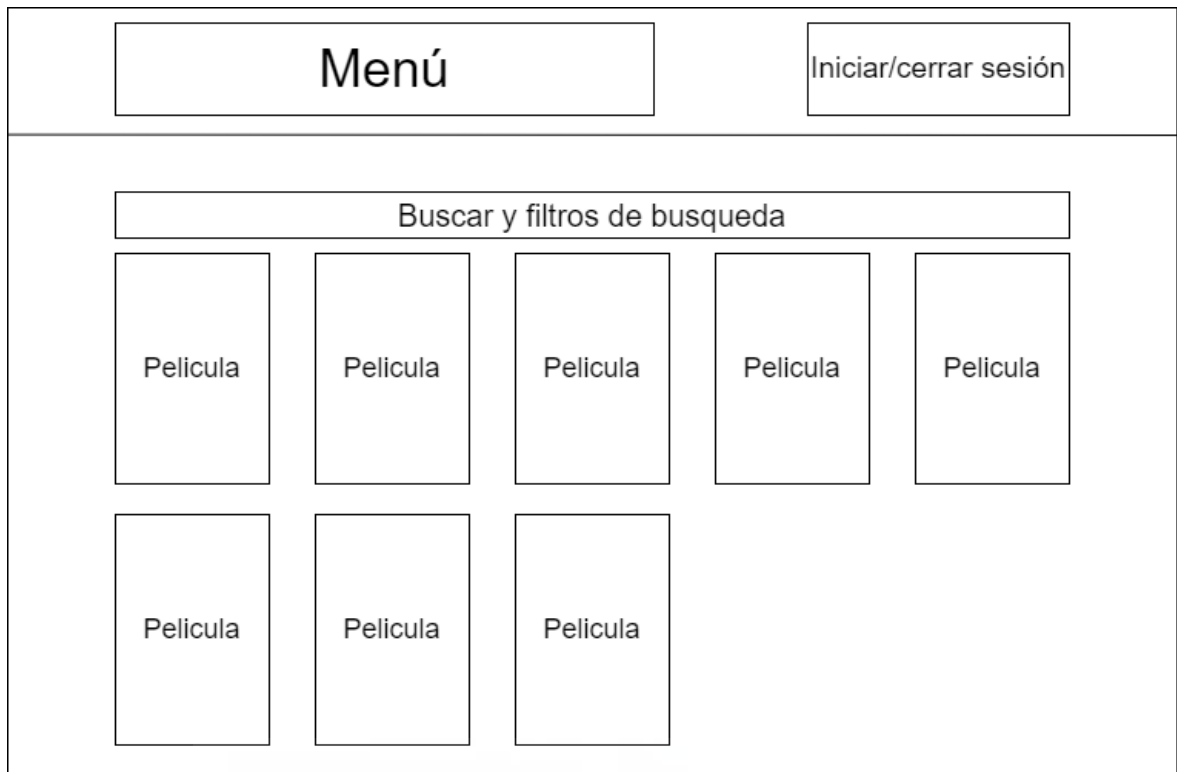 Menú
Iniciar/cerrar sesión
Buscar y filtros de busqueda
Pelicula
Pelicula
Pelicula
Pelicula
Pelicula
Pelicula
Pelicula
Pelicula